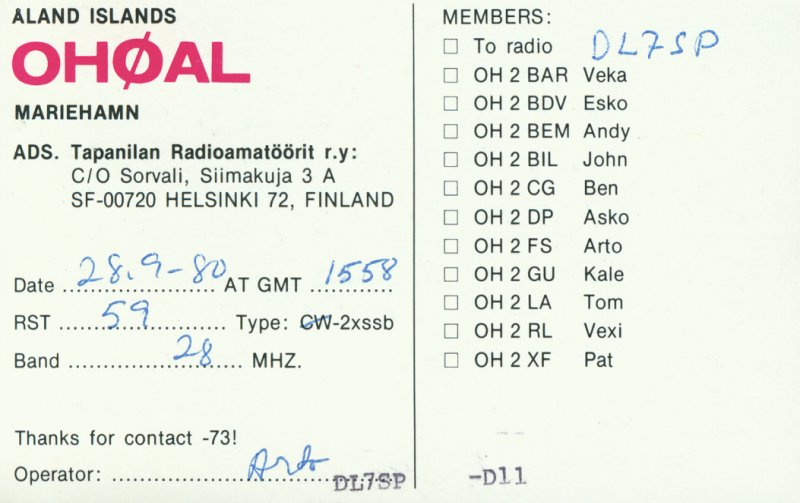 ÅLAND ISLANDS
OHØAL
MARIEHAMN
ADS. Tapanilan Radioamatöörit r.y:
C/O Sorvali, Siimakuja 3 A
SF-00720 HELSINKI 72, FINLAND
Date 28.9-80 AT GMT 1558
RST 59 Type: CW-2xssb
Band 28 MHZ.
Thanks for contact -73!
Operator: Arto
DL7SP -D11
MEMBERS:
To radio DL7SP
OH 2 BAR Veka
OH 2 BDV Esko
OH 2 BEM Andy
OH 2 BIL John
OH 2 CG Ben
OH 2 DP Asko
OH 2 FS Arto
OH 2 GU Kale
OH 2 LA Tom
OH 2 RL Vexi
OH 2 XF Pat